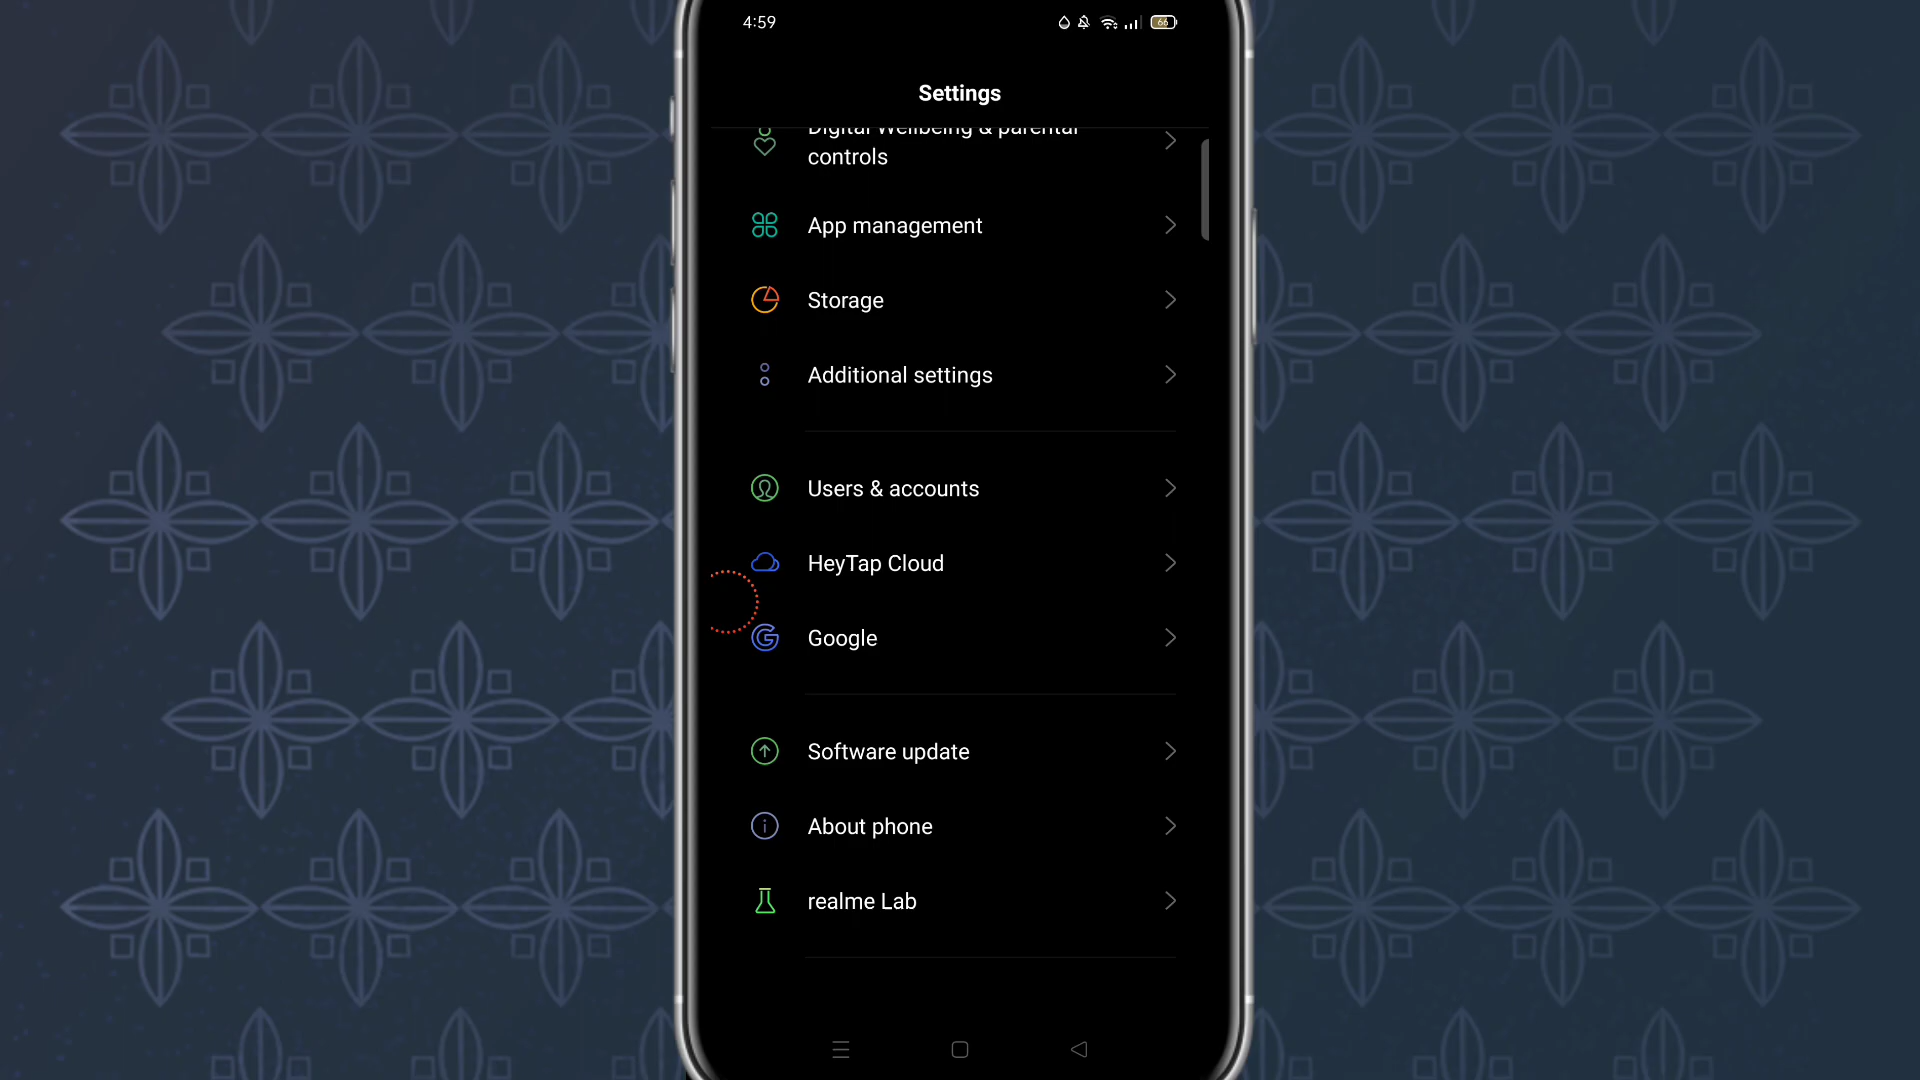 4:59
66
Settings
Digital Wellbeing & parental
controls
App management
Storage
Additional settings
Users & accounts
HeyTap Cloud
Google
Software update
About phone
realme Lab